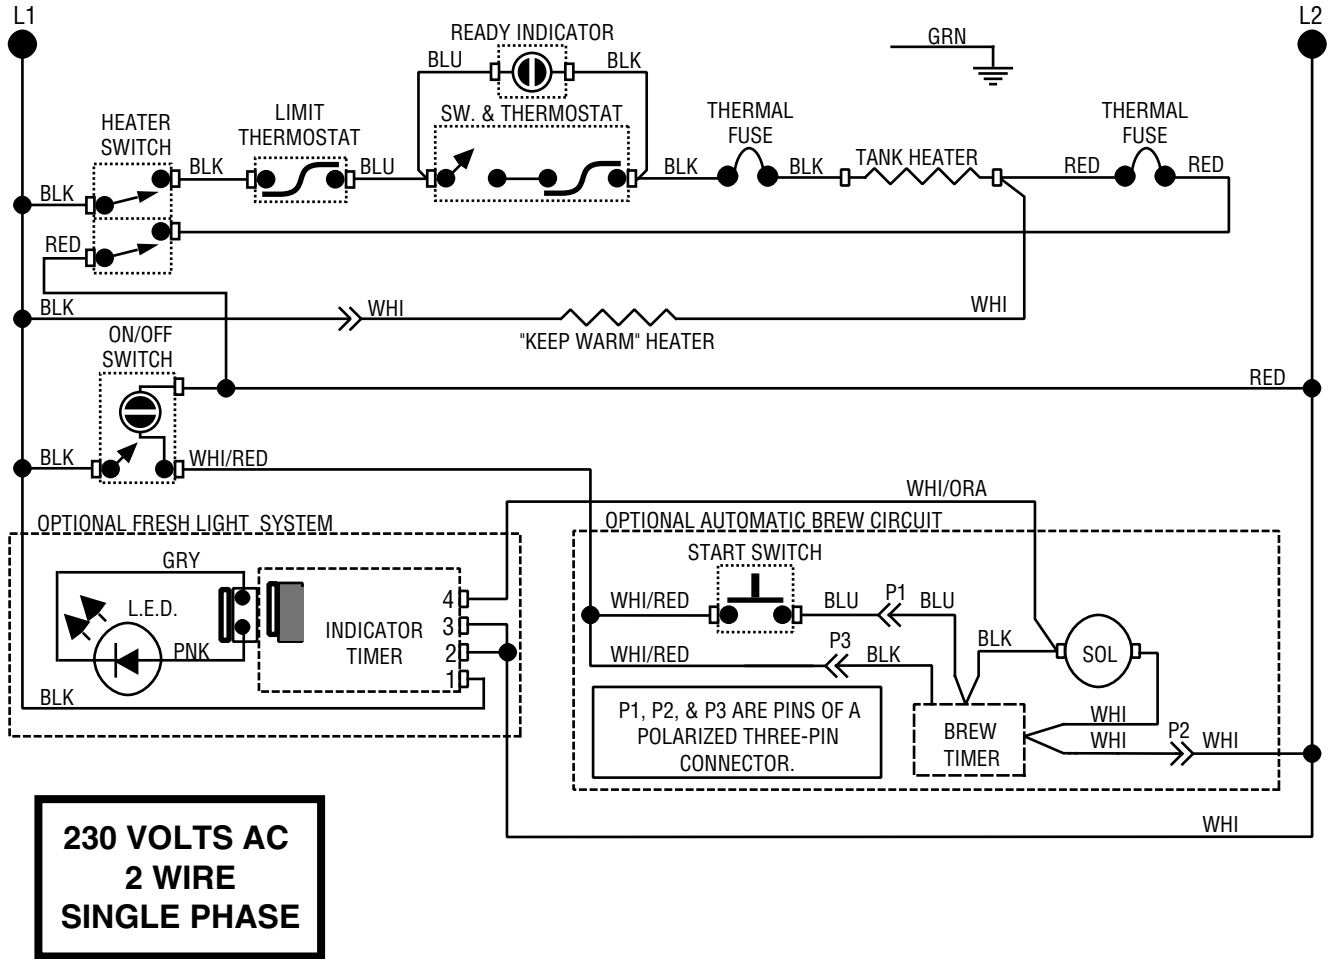 L1
L2
READY INDICATOR
GRN
BLU
BLK
HEATER
SWITCH
LIMIT
THERMOSTAT
SW. & THERMOSTAT
THERMAL
FUSE
THERMAL
FUSE
BLK
BLU
BLK
BLK
TANK HEATER
RED
RED
BLK
RED
BLK
WHI
WHI
"KEEP WARM" HEATER
ON/OFF
SWITCH
RED
BLK
WHI/RED
WHI/ORA
OPTIONAL FRESH LIGHT SYSTEM
OPTIONAL AUTOMATIC BREW CIRCUIT
GRY
L.E.D.
PNK
INDICATOR
TIMER
4
3
2
1
BLK
START SWITCH
WHI/RED
BLU
P1
BLU
WHI/RED
P3
BLK
BLK
SOL
P1, P2, & P3 ARE PINS OF A
POLARIZED THREE-PIN
CONNECTOR.
BREW
TIMER
WHI
WHI
P2
WHI
WHI
230 VOLTS AC
2 WIRE
SINGLE PHASE